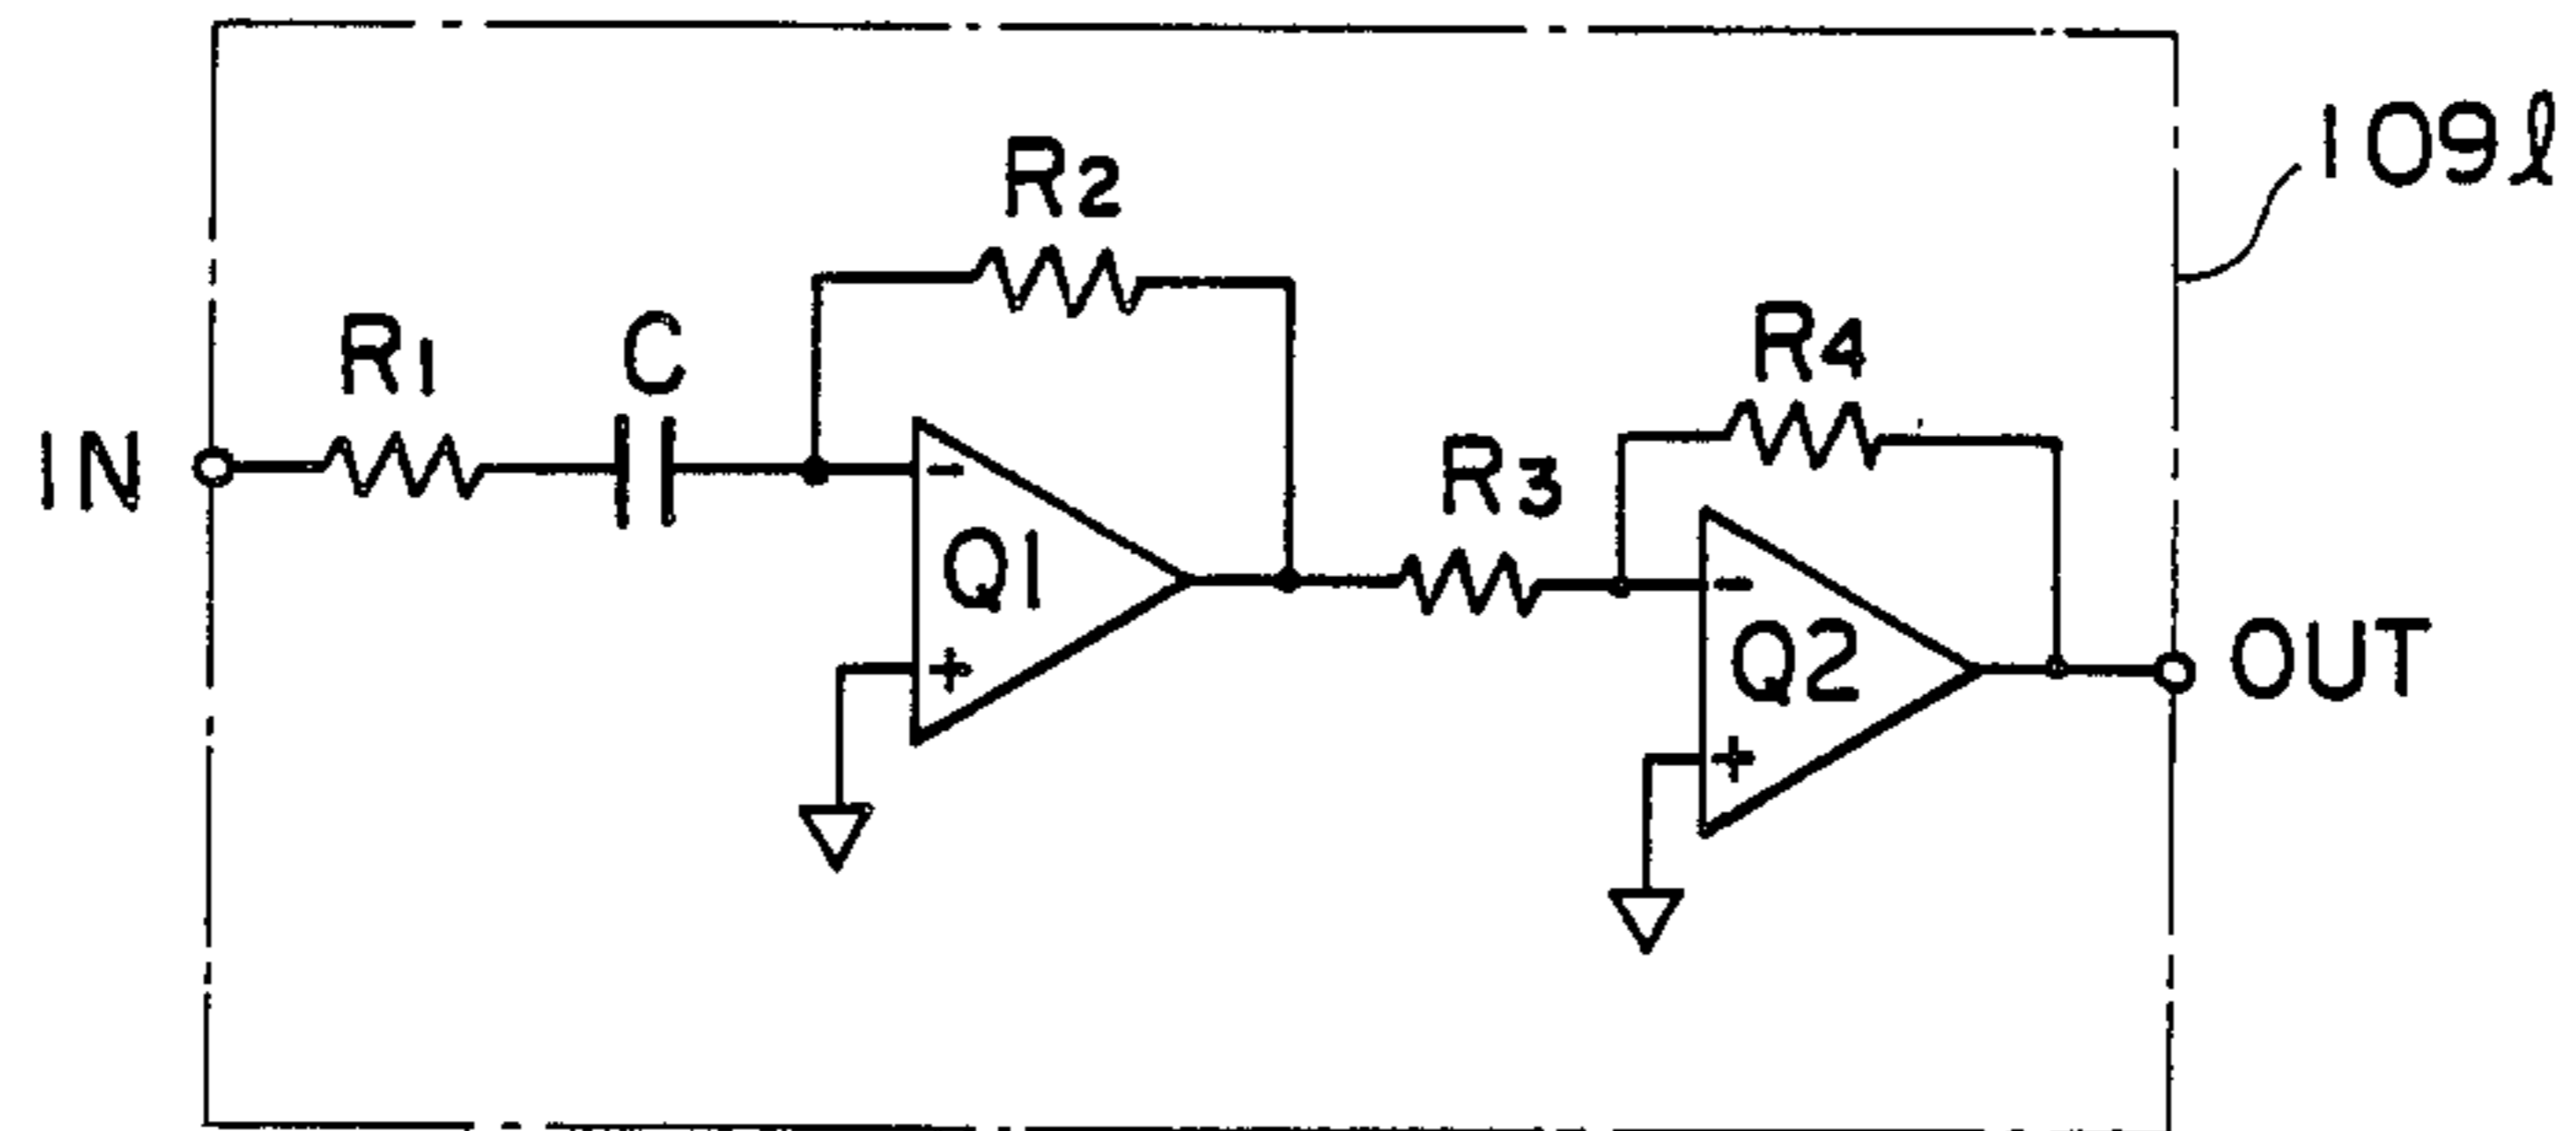 109ℓ
R2
R1
C
R4
IN
R3
-
Q1
+
-
Q2
+
OUT